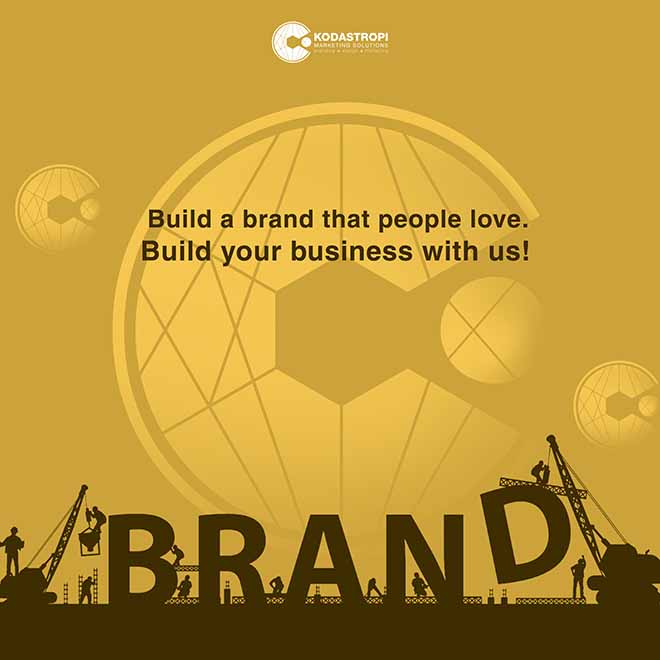 KODASTROPI
MARKETING SOLUTIONS
Build a brand that people love.
Build your business with us!
BRAND